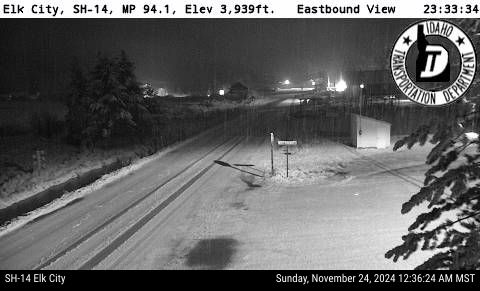 Elk City, SH-14, MP 94.1, Elev 3,939ft. Eastbound View 23:33:34
IDAHO
TRANSPORTATION DEPARTMENT
SH-14 Elk City Sunday, November 24, 2024 12:36:24 AM MST